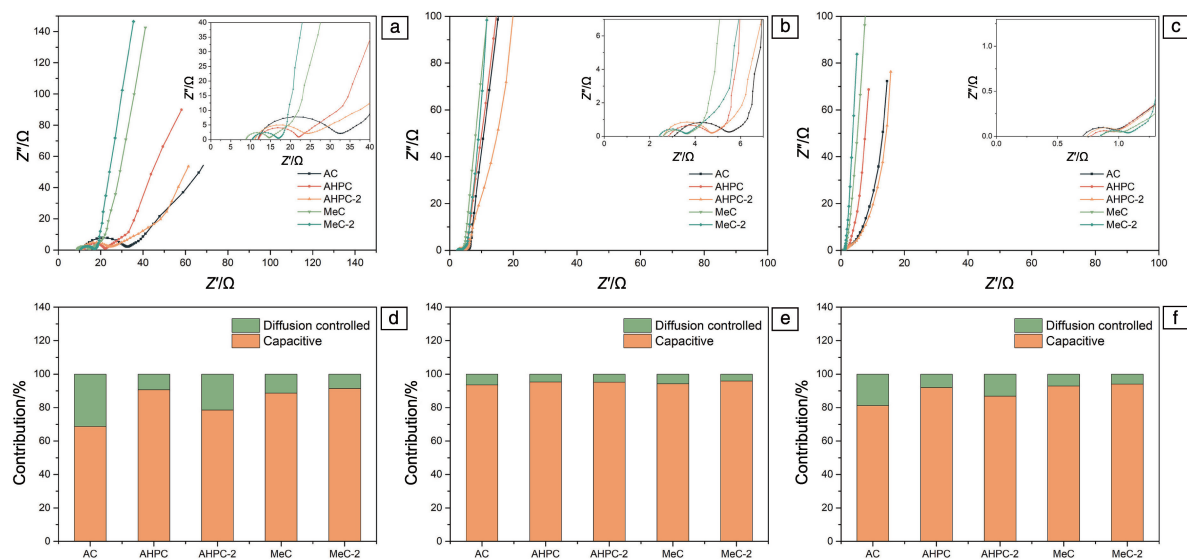 a
Z″/Ω
140
120
100
80
60
40
20
0
0 20 40 60 80 100 120 140
Z′/Ω
Z″/Ω
40
35
30
25
20
15
10
5
0
0 5 10 15 20 25 30 35 40
Z′/Ω
AC
AHPC
AHPC-2
MeC
MeC-2
b
Z″/Ω
100
80
60
40
20
0
0 20 40 60 80 100
Z′/Ω
Z″/Ω
6
4
2
0
0 2 4 6
Z′/Ω
AC
AHPC
AHPC-2
MeC
MeC-2
c
Z″/Ω
100
80
60
40
20
0
0 20 40 60 80 100
Z′/Ω
Z″/Ω
1.0
0.5
0.0
0.0 0.5 1.0
Z′/Ω
AC
AHPC
AHPC-2
MeC
MeC-2
d
Contribution/%
140
120
100
80
60
40
20
0
Diffusion controlled
Capacitive
AC AHPC AHPC-2 MeC MeC-2
e
Contribution/%
140
120
100
80
60
40
20
0
Diffusion controlled
Capacitive
AC AHPC AHPC-2 MeC MeC-2
f
Contribution/%
140
120
100
80
60
40
20
0
Diffusion controlled
Capacitive
AC AHPC AHPC-2 MeC MeC-2